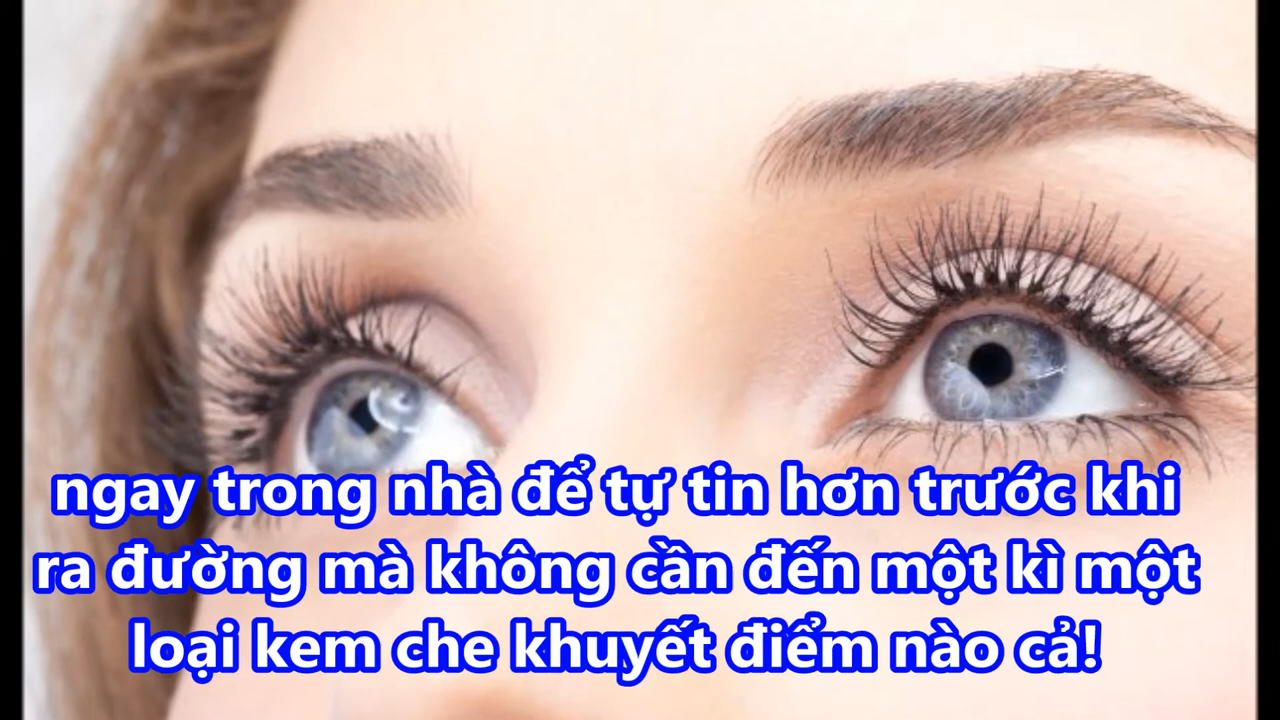 ngay trong nhà để tự tin hơn trước khi
ra đường mà không cần đến một kì một
loại kem che khuyết điểm nào cả!